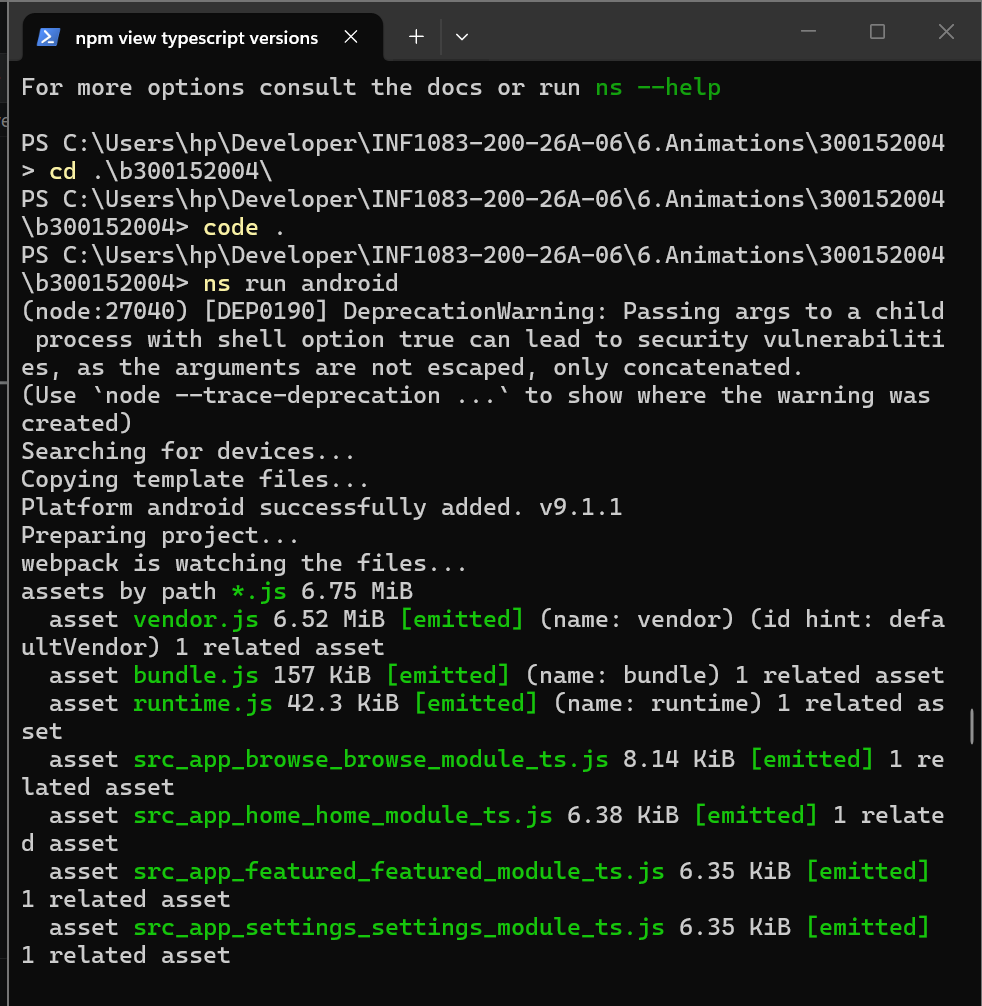 npm view typescript versions
For more options consult the docs or run ns --help
PS C:\Users\hp\Developer\INF1083-200-26A-06\6.Animations\300152004
> cd .\b300152004\
PS C:\Users\hp\Developer\INF1083-200-26A-06\6.Animations\300152004
\b300152004> code .
PS C:\Users\hp\Developer\INF1083-200-26A-06\6.Animations\300152004
\b300152004> ns run android
(node:27040) [DEP0190] DeprecationWarning: Passing args to a child
 process with shell option true can lead to security vulnerabiliti
es, as the arguments are not escaped, only concatenated.
(Use `node --trace-deprecation ...` to show where the warning was
created)
Searching for devices...
Copying template files...
Platform android successfully added. v9.1.1
Preparing project...
webpack is watching the files...
assets by path *.js 6.75 MiB
  asset vendor.js 6.52 MiB [emitted] (name: vendor) (id hint: defa
ultVendor) 1 related asset
  asset bundle.js 157 KiB [emitted] (name: bundle) 1 related asset
  asset runtime.js 42.3 KiB [emitted] (name: runtime) 1 related as
set
  asset src_app_browse_browse_module_ts.js 8.14 KiB [emitted] 1 re
lated asset
  asset src_app_home_home_module_ts.js 6.38 KiB [emitted] 1 relate
d asset
  asset src_app_featured_featured_module_ts.js 6.35 KiB [emitted]
1 related asset
  asset src_app_settings_settings_module_ts.js 6.35 KiB [emitted]
1 related asset